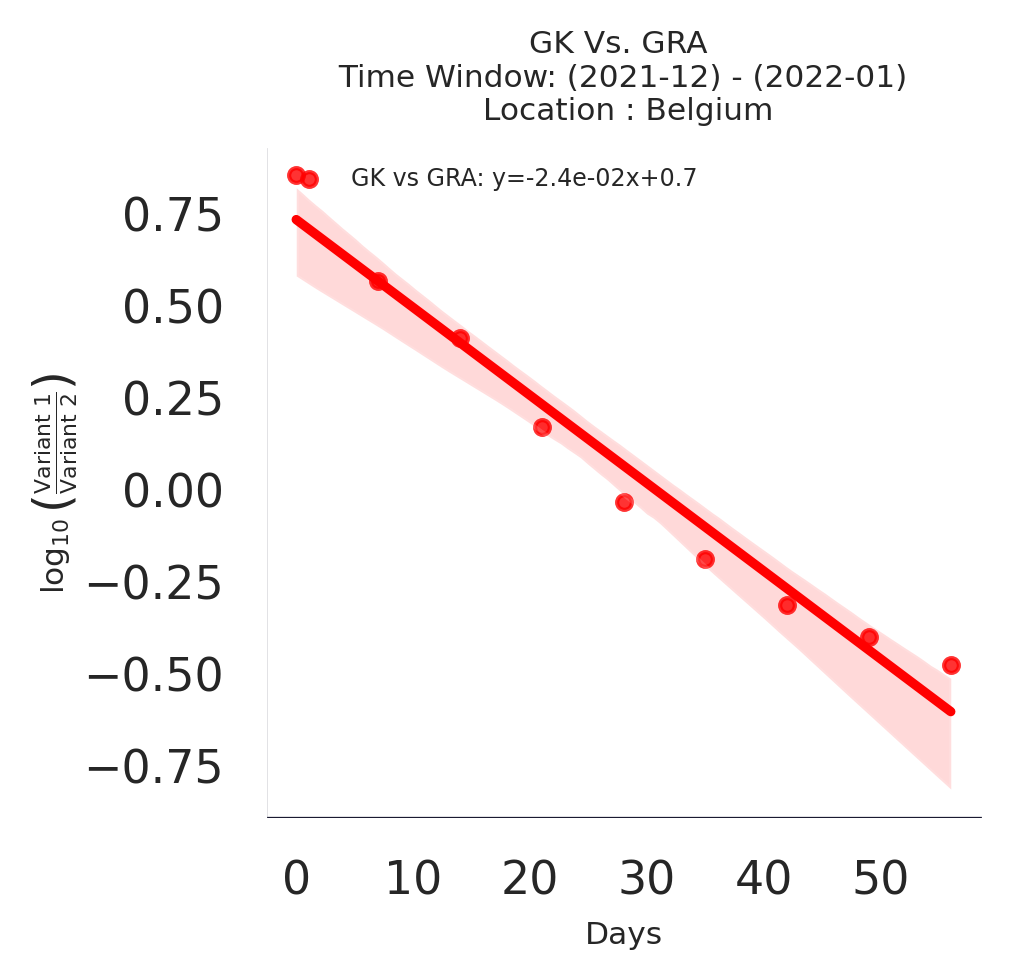 GK Vs. GRA
Time Window: (2021-12) - (2022-01)
Location : Belgium
GK vs GRA: y=-2.4e-02x+0.7
0.75
0.50
0.25
0.00
−0.25
−0.50
−0.75
log10 (Variant 1 / Variant 2)
0 10 20 30 40 50
Days